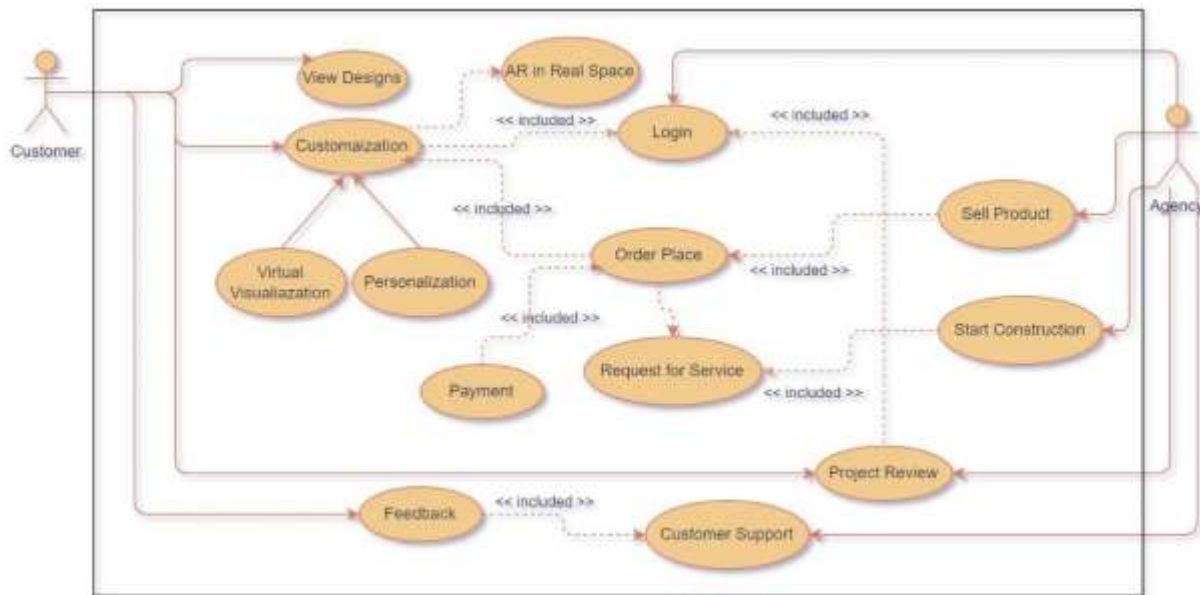 View Designs
AR in Real Space
Customer
Customaization
<< included >>
Login
<< included >>
<< included >>
Sell Product
Agency
Virtual
Visualiazation
Personalization
Order Place
<< included >>
<< included >>
Start Construction
Payment
Request for Service
<< included >>
Project Review
Feedback
<< included >>
Customer Support